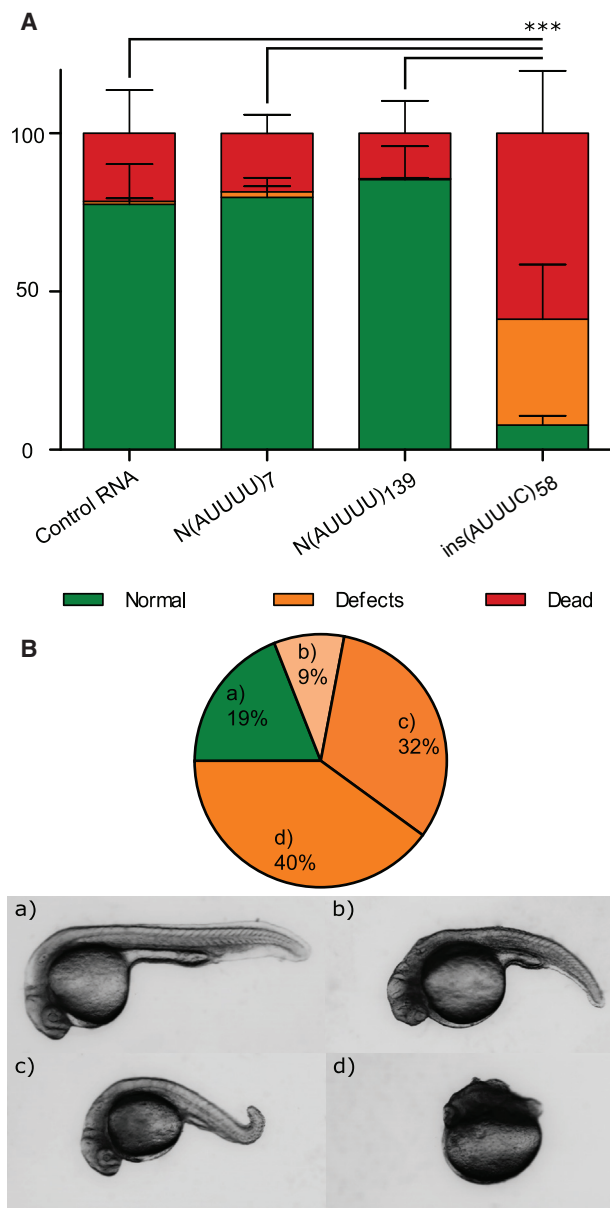 A
***
100
50
0
Control RNA
N(AUUUU)7
N(AUUUU)139
ins(AUUUC)58
Normal Defects Dead
B
b)
9%
a)
19%
c)
32%
d)
40%
a) b)
c) d)